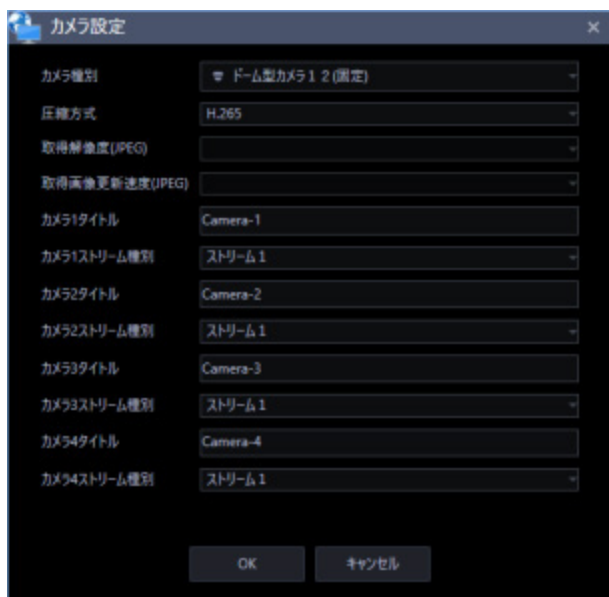 カメラ設定
カメラ種別 ドーム型カメラ12(固定)
圧縮方式 H.265
取得解像度(JPEG)
取得画像更新速度(JPEG)
カメラ1タイトル Camera-1
カメラ1ストリーム種別 ストリーム1
カメラ2タイトル Camera-2
カメラ2ストリーム種別 ストリーム1
カメラ3タイトル Camera-3
カメラ3ストリーム種別 ストリーム1
カメラ4タイトル Camera-4
カメラ4ストリーム種別 ストリーム1
OK キャンセル